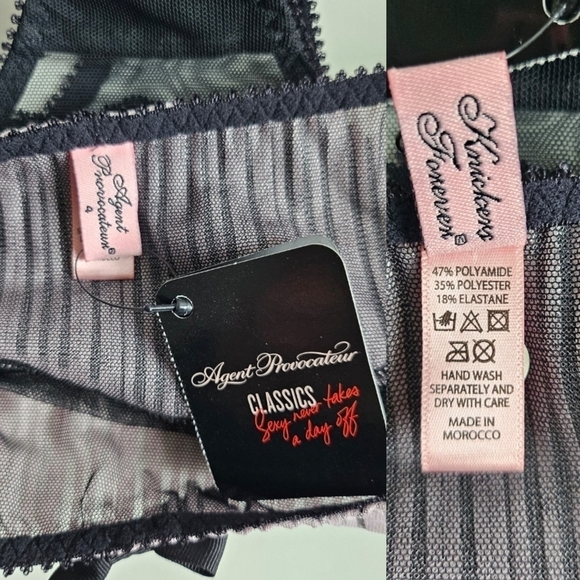 Agent
Provocateur®
4
Agent Provocateur
CLASSICS
Sexy never takes
a day off
Knickers
Forever®
47% POLYAMIDE
35% POLYESTER
18% ELASTANE
HAND WASH
SEPARATELY AND
DRY WITH CARE
MADE IN
MOROCCO